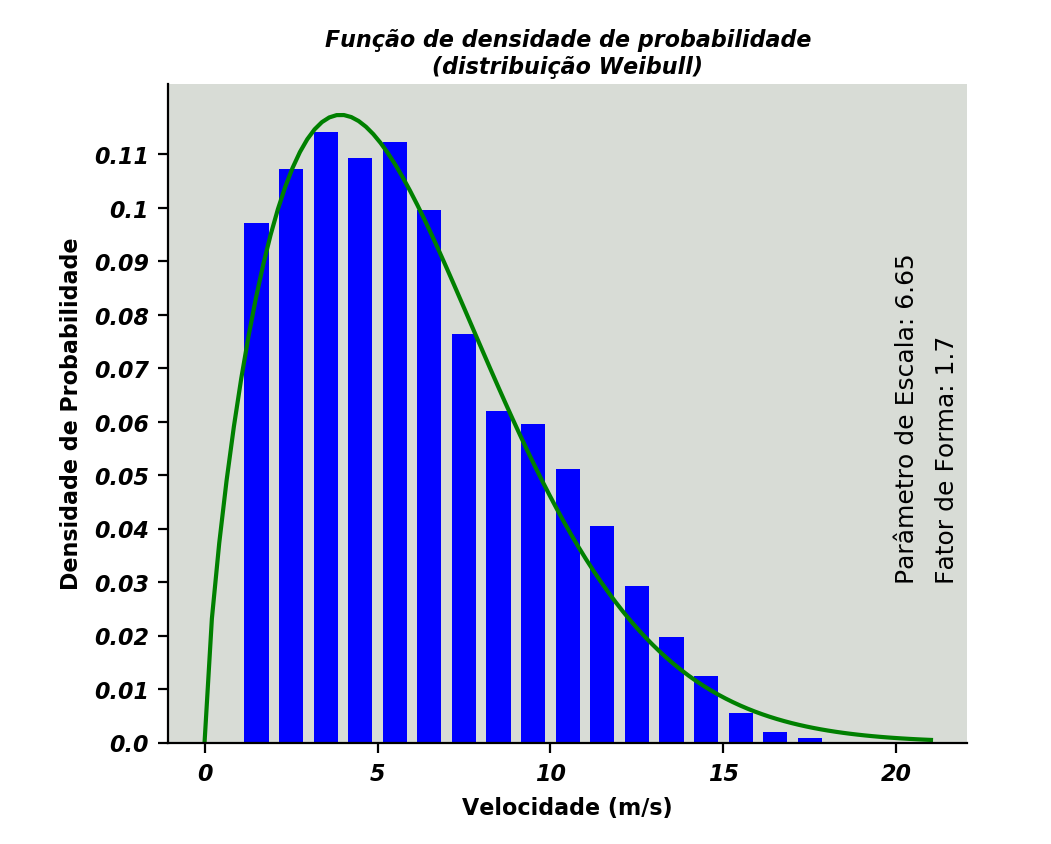 Função de densidade de probabilidade
(distribuição Weibull)
Densidade de Probabilidade
0.11
0.1
0.09
0.08
0.07
0.06
0.05
0.04
0.03
0.02
0.01
0.0
Parâmetro de Escala: 6.65
Fator de Forma: 1.7
0 5 10 15 20
Velocidade (m/s)